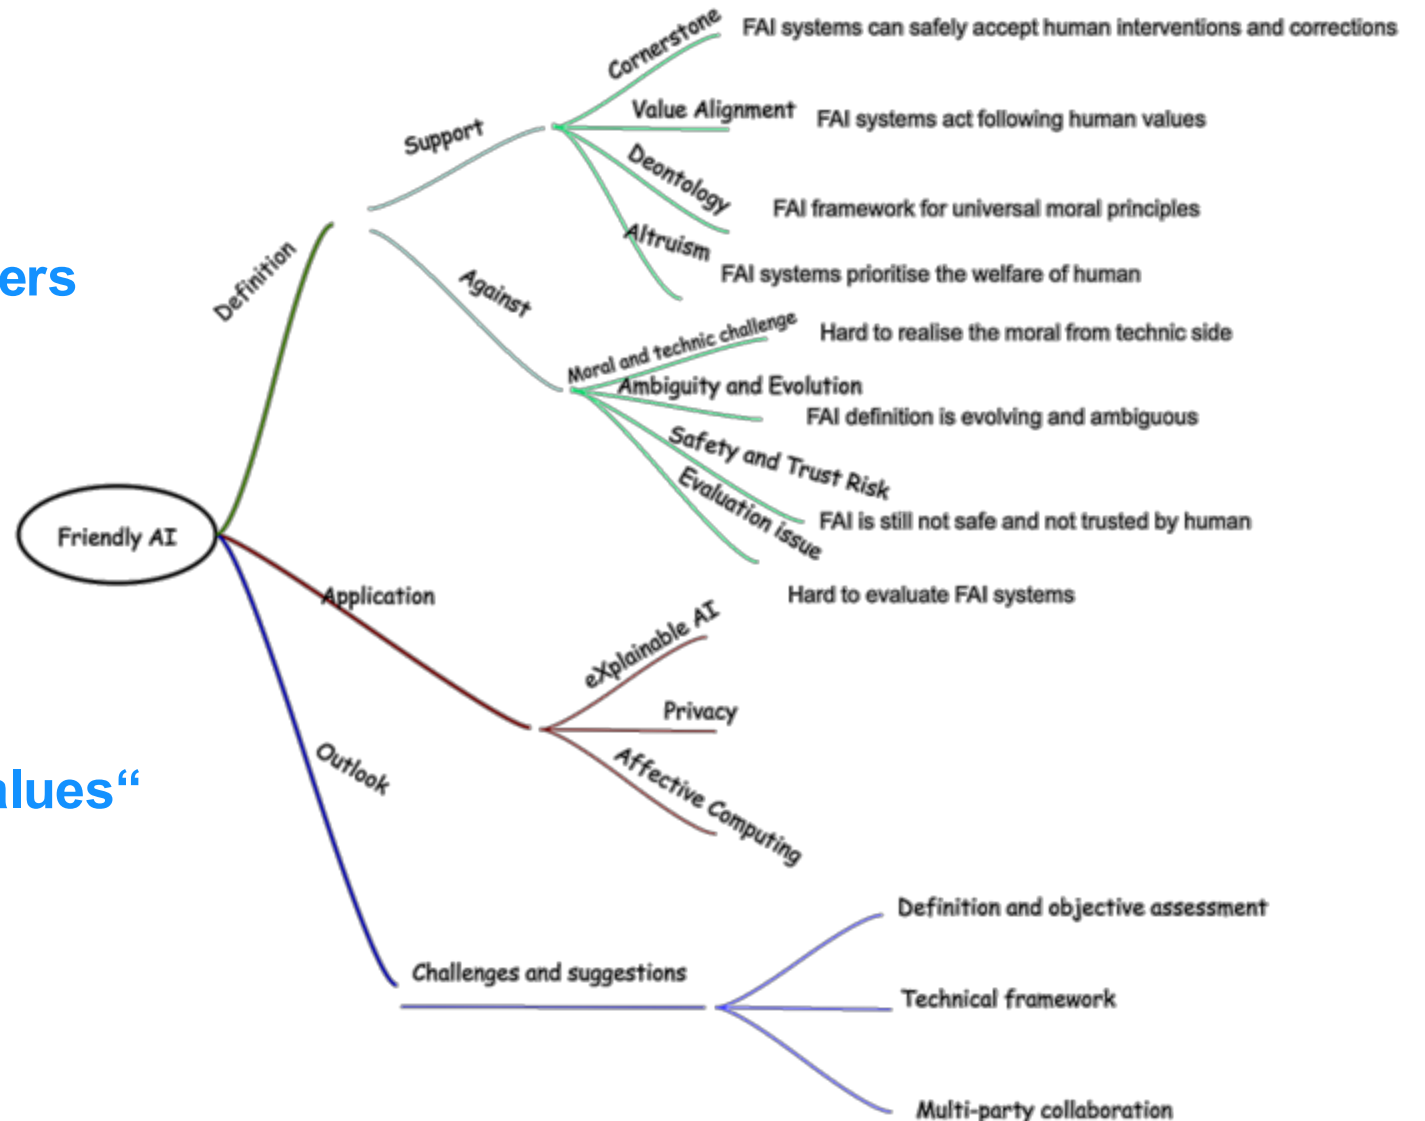 Cornerstone
FAI systems can safely accept human interventions and corrections
Value Alignment
FAI systems act following human values
Support
Deontology
FAI framework for universal moral principles
Altruism
FAI systems prioritise the welfare of human
ers
Definition
Against
Moral and technic challenge
Hard to realise the moral from technic side
Ambiguity and Evolution
FAI definition is evolving and ambiguous
Safety and Trust Risk
FAI is still not safe and not trusted by human
Evaluation issue
Hard to evaluate FAI systems
Friendly AI
Application
eXplainable AI
Privacy
Affective Computing
Outlook
alues“
Challenges and suggestions
Definition and objective assessment
Technical framework
Multi-party collaboration